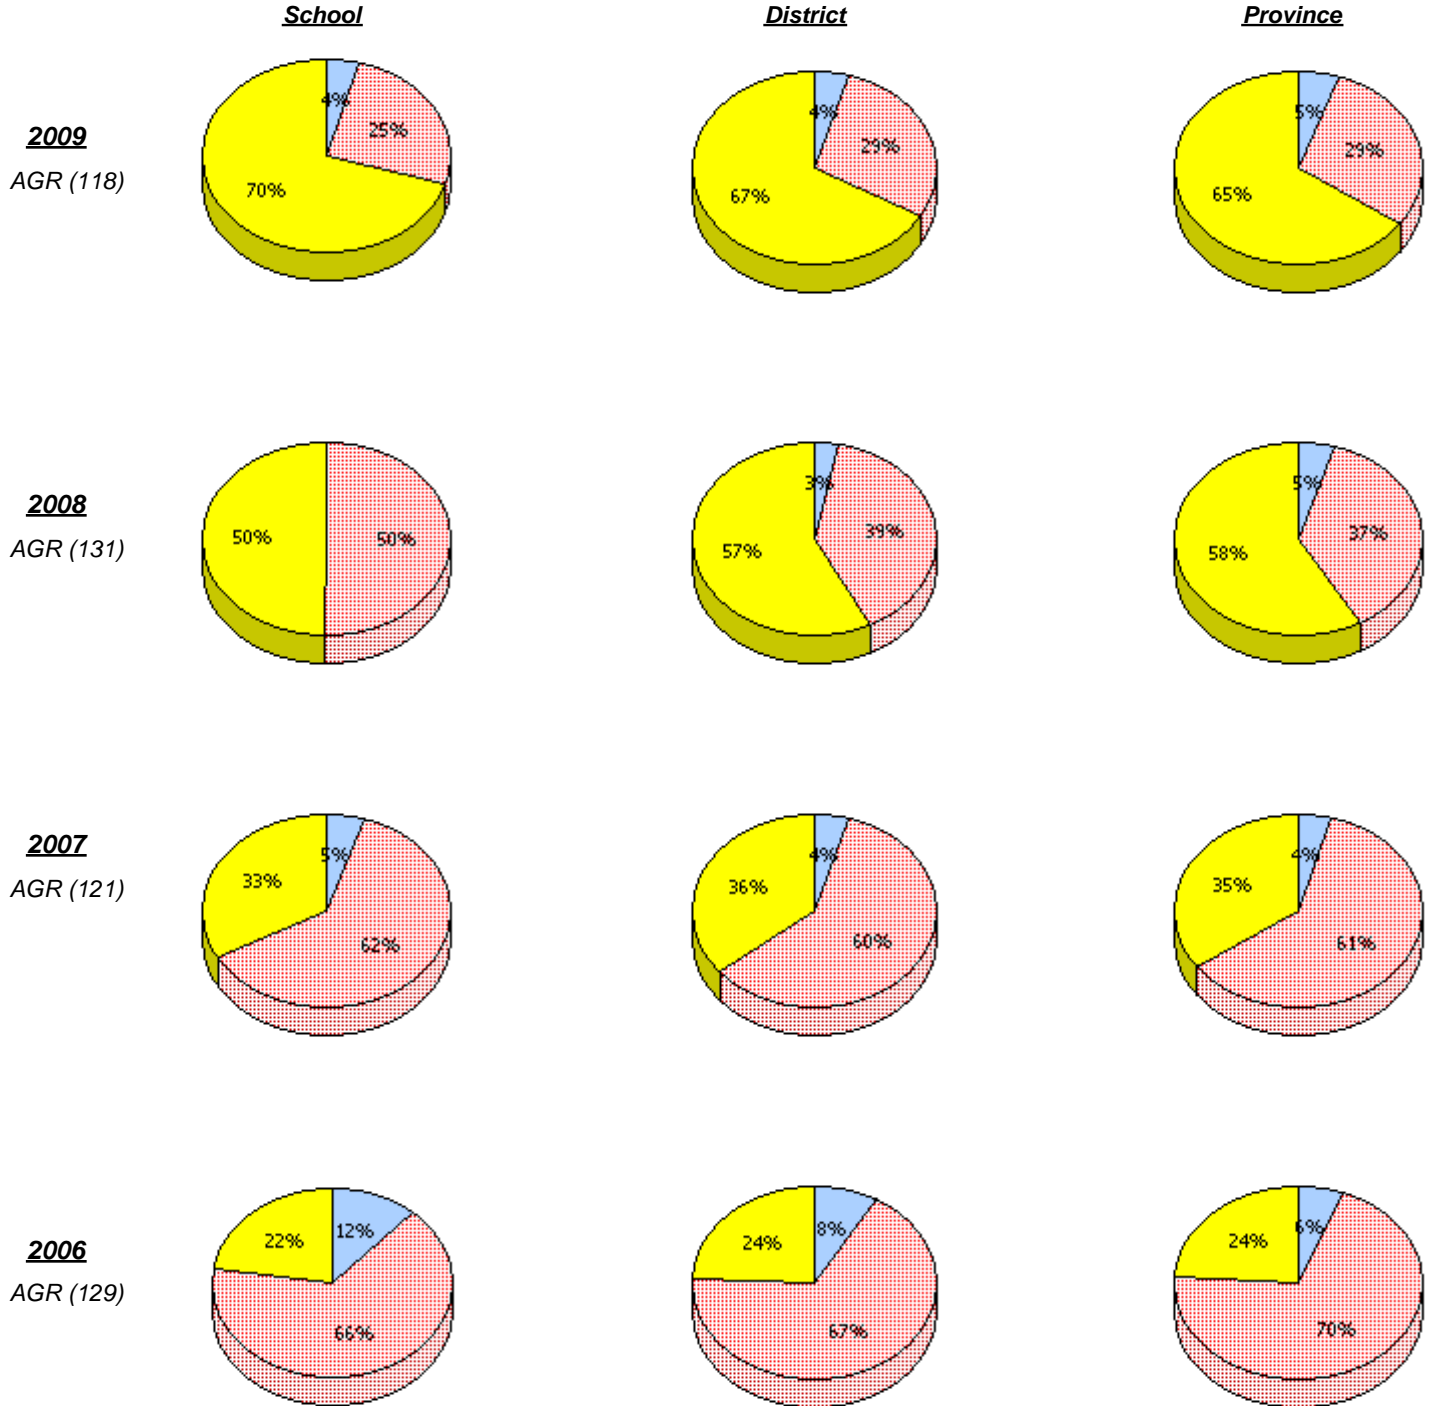 School District Province
2009
AGR (118)
4% 25% 70%
4% 29% 67%
5% 29% 65%
2008
AGR (131)
50% 50%
3% 39% 57%
5% 37% 58%
2007
AGR (121)
5% 62% 33%
4% 60% 36%
4% 61% 35%
2006
AGR (129)
12% 66% 22%
8% 67% 24%
6% 70% 24%